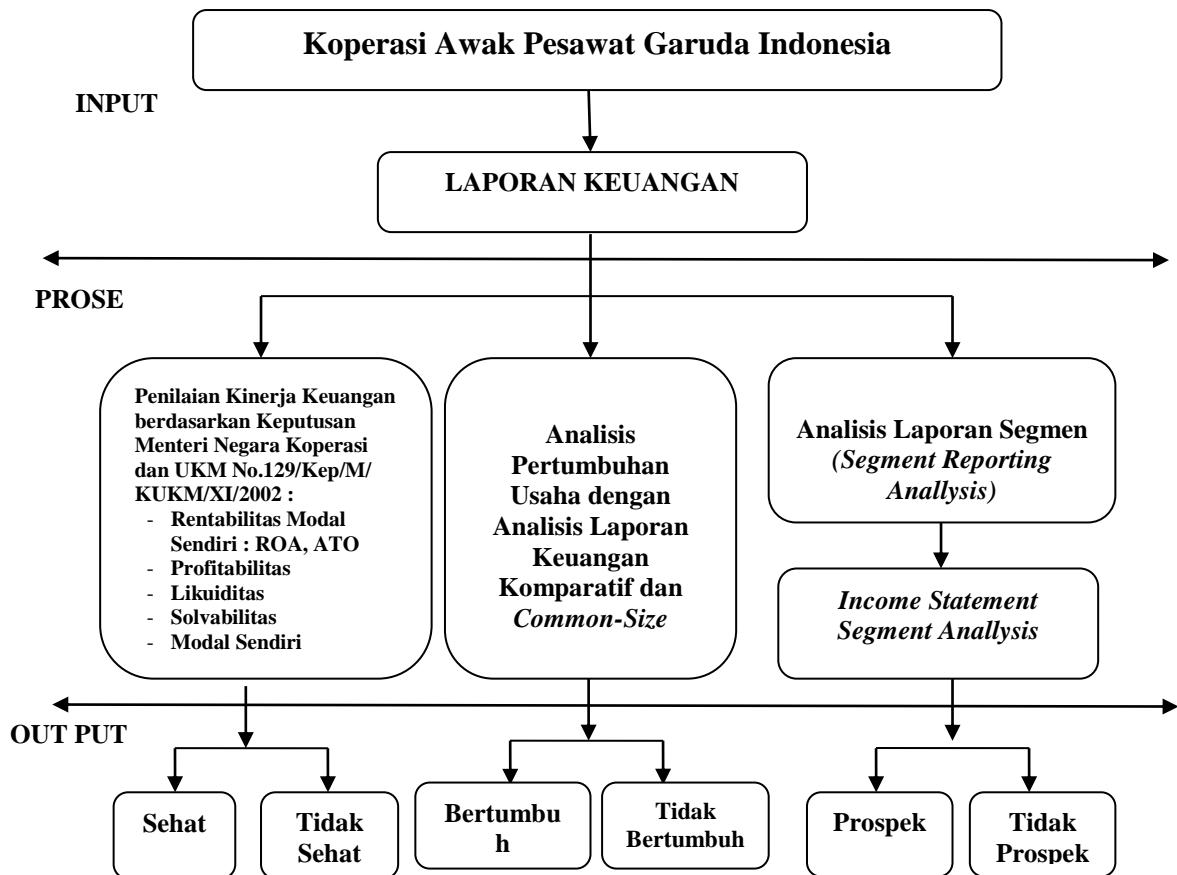 Koperasi Awak Pesawat Garuda Indonesia
INPUT
LAPORAN KEUANGAN
PROSE
Penilaian Kinerja Keuangan
berdasarkan Keputusan
Menteri Negara Koperasi
dan UKM No.129/Kep/M/
KUKM/XI/2002 :
- Rentabilitas Modal
Sendiri : ROA, ATO
- Profitabilitas
- Likuiditas
- Solvabilitas
- Modal Sendiri
Analisis
Pertumbuhan
Usaha dengan
Analisis Laporan
Keuangan
Komparatif dan
Common-Size
Analisis Laporan Segmen
(Segment Reporting
Anallysis)
Income Statement
Segment Anallysis
OUT PUT
Sehat
Tidak
Sehat
Bertumbu
h
Tidak
Bertumbuh
Prospek
Tidak
Prospek